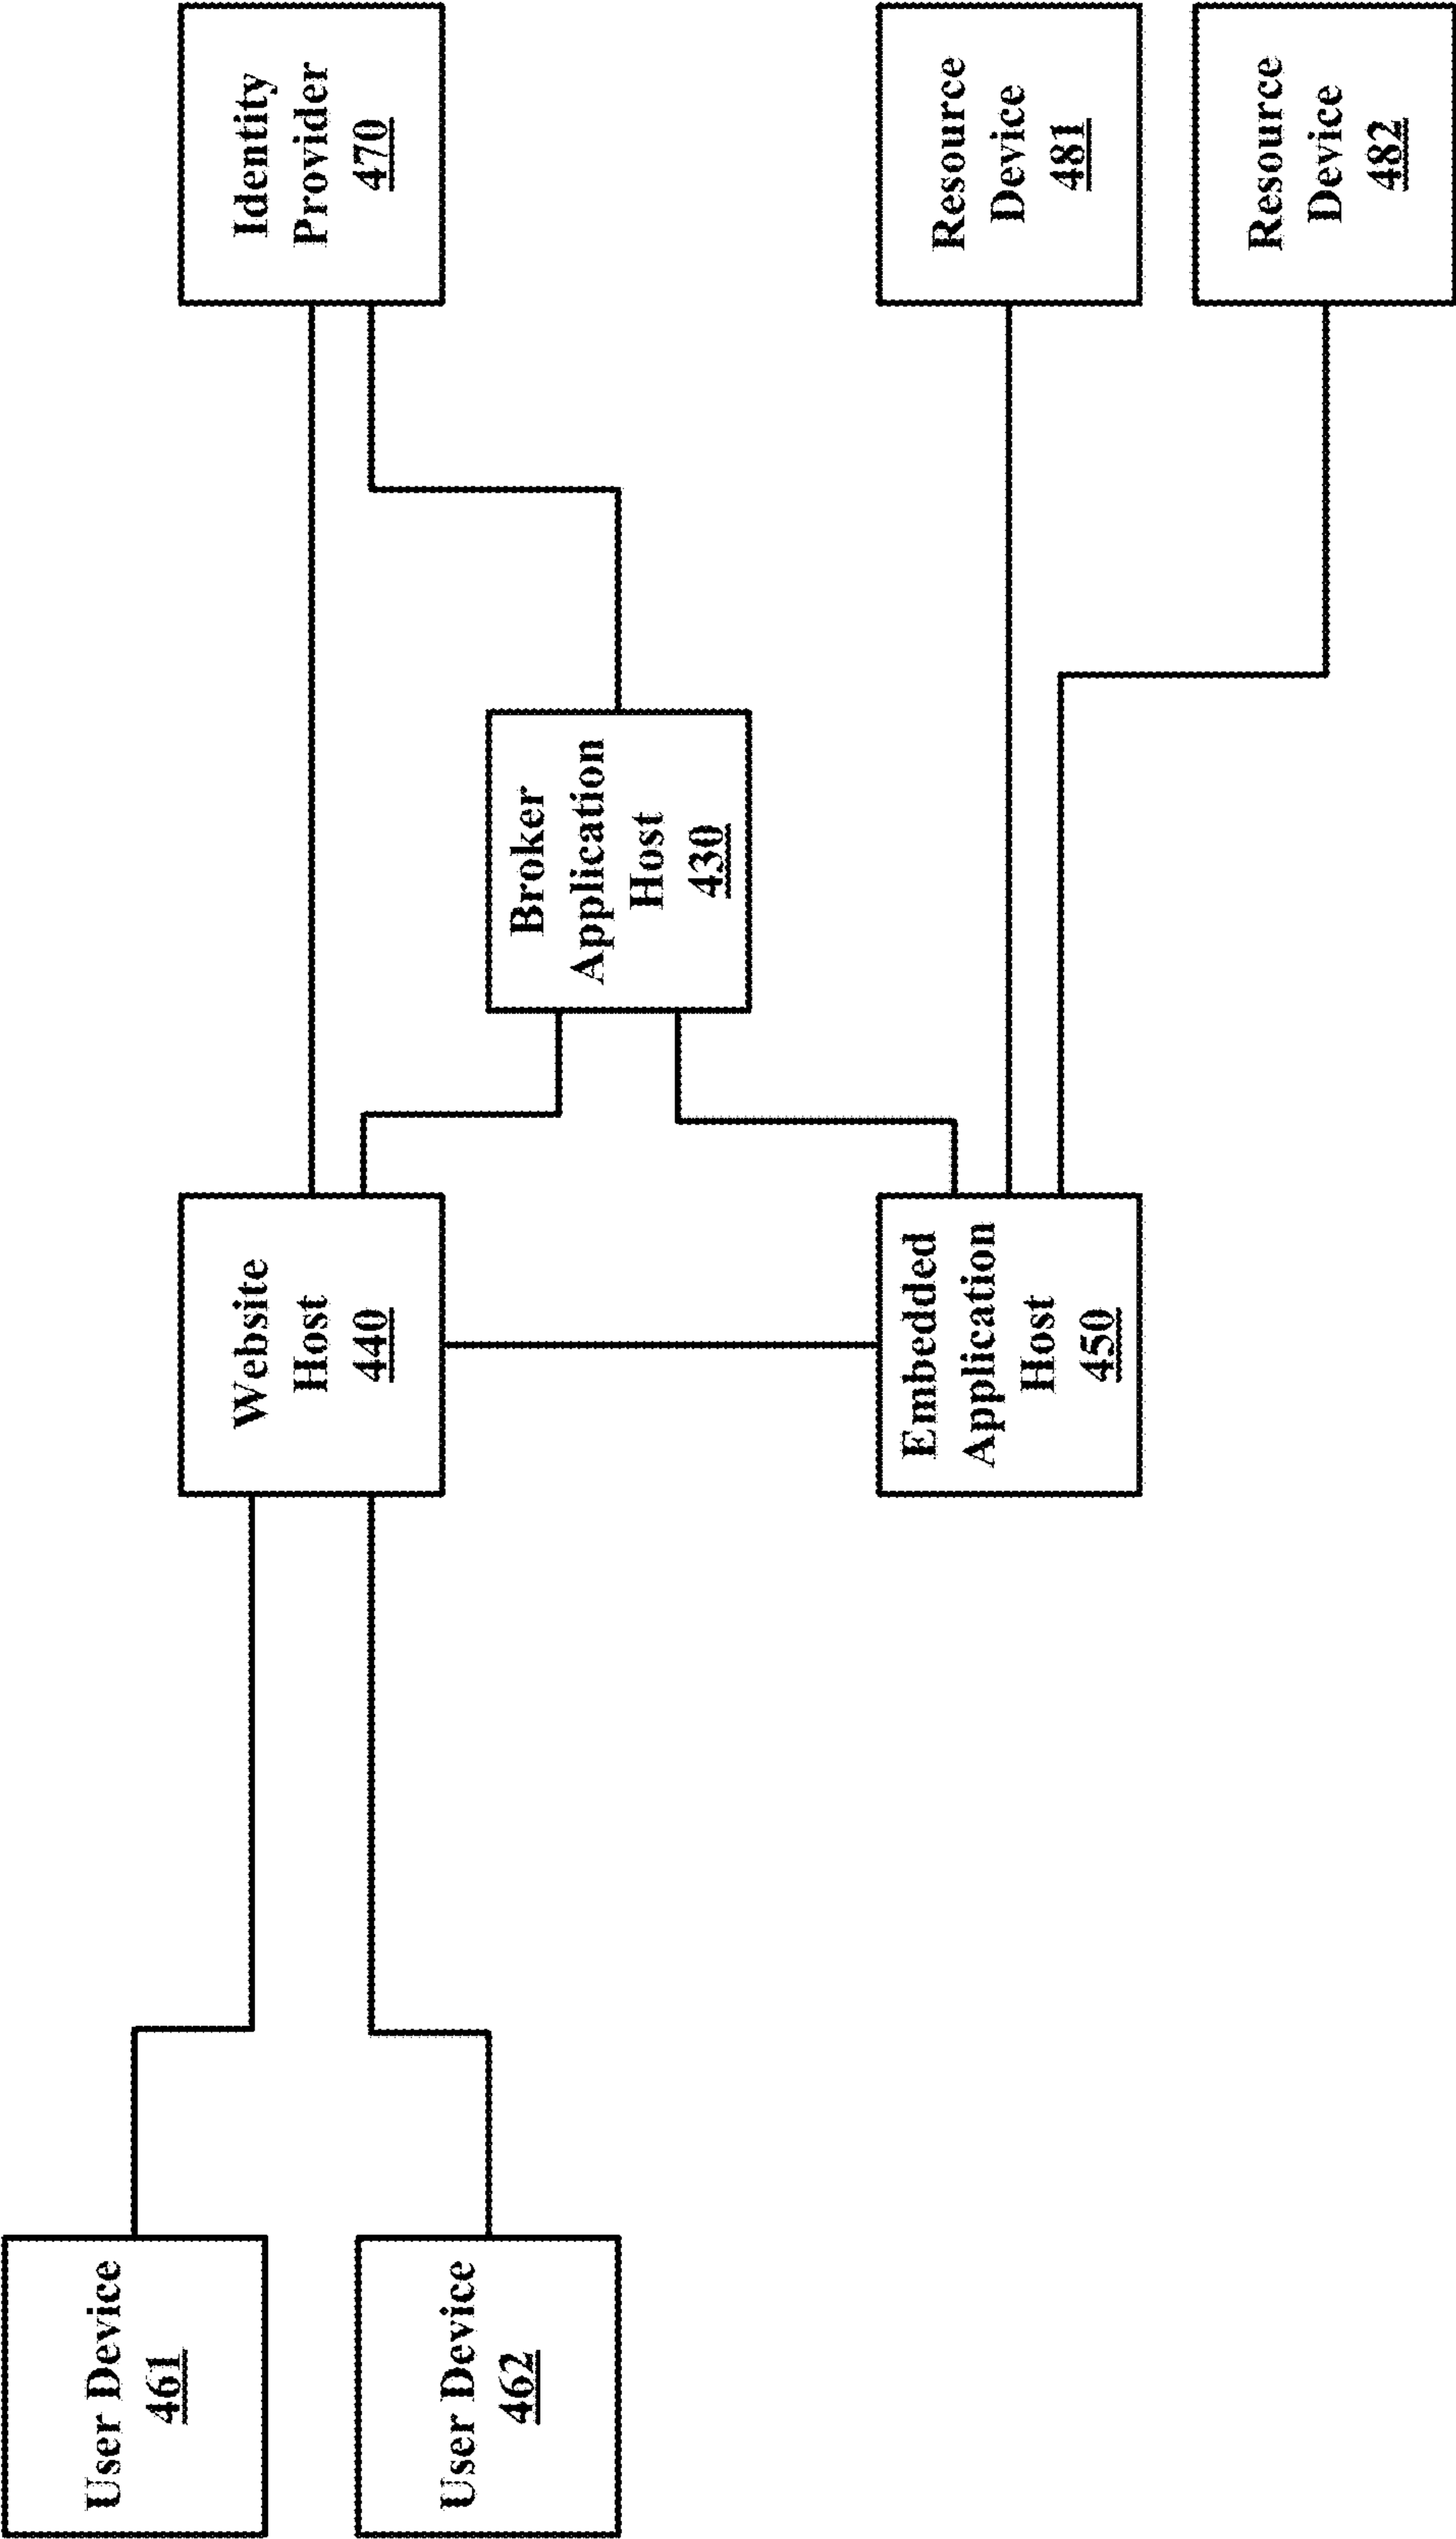 User Device
461
User Device
462
Website
Host
440
Embedded
Application
Host
450
Broker
Application
Host
430
Identity
Provider
470
Resource
Device
481
Resource
Device
482